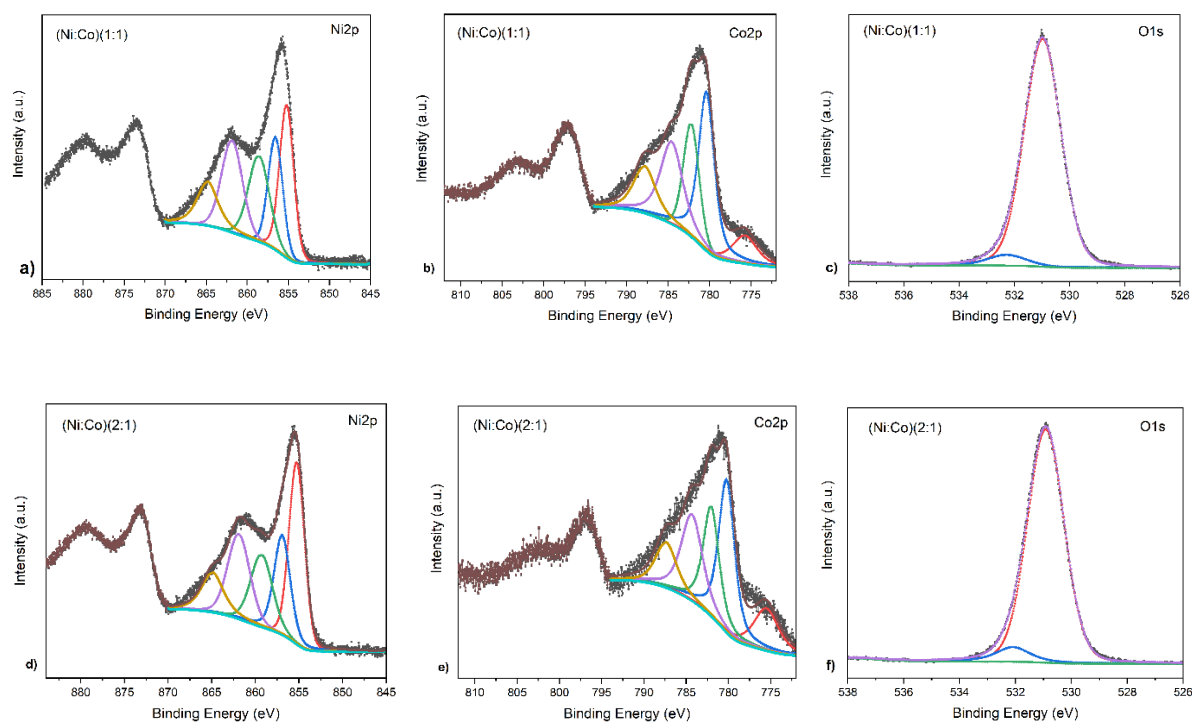 (Ni:Co)(1:1)
Ni2p
Intensity (a.u.)
a)
885 880 875 870 865 860 855 850 845
Binding Energy (eV)
(Ni:Co)(1:1)
Co2p
Intensity (a.u.)
b)
810 800 790 780 770
Binding Energy (eV)
(Ni:Co)(1:1)
O1s
Intensity (a.u.)
c)
538 536 534 532 530 528 526
Binding Energy (eV)
(Ni:Co)(2:1)
Ni2p
Intensity (a.u.)
d)
880 875 870 865 860 855 850 845
Binding Energy (eV)
(Ni:Co)(2:1)
Co2p
Intensity (a.u.)
e)
810 805 800 795 790 785 780 775
Binding Energy (eV)
(Ni:Co)(2:1)
O1s
Intensity (a.u.)
f)
538 536 534 532 530 528 526
Binding Energy (eV)